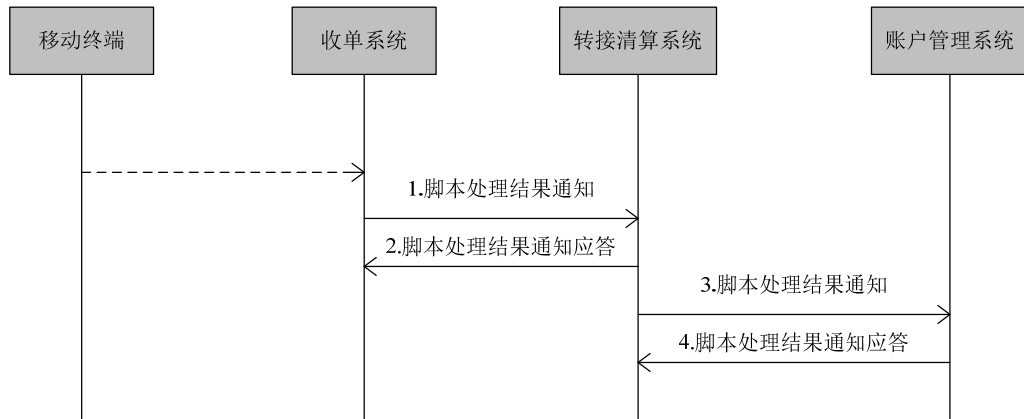 移动终端
收单系统
转接清算系统
账户管理系统
1.脚本处理结果通知
2.脚本处理结果通知应答
3.脚本处理结果通知
4.脚本处理结果通知应答